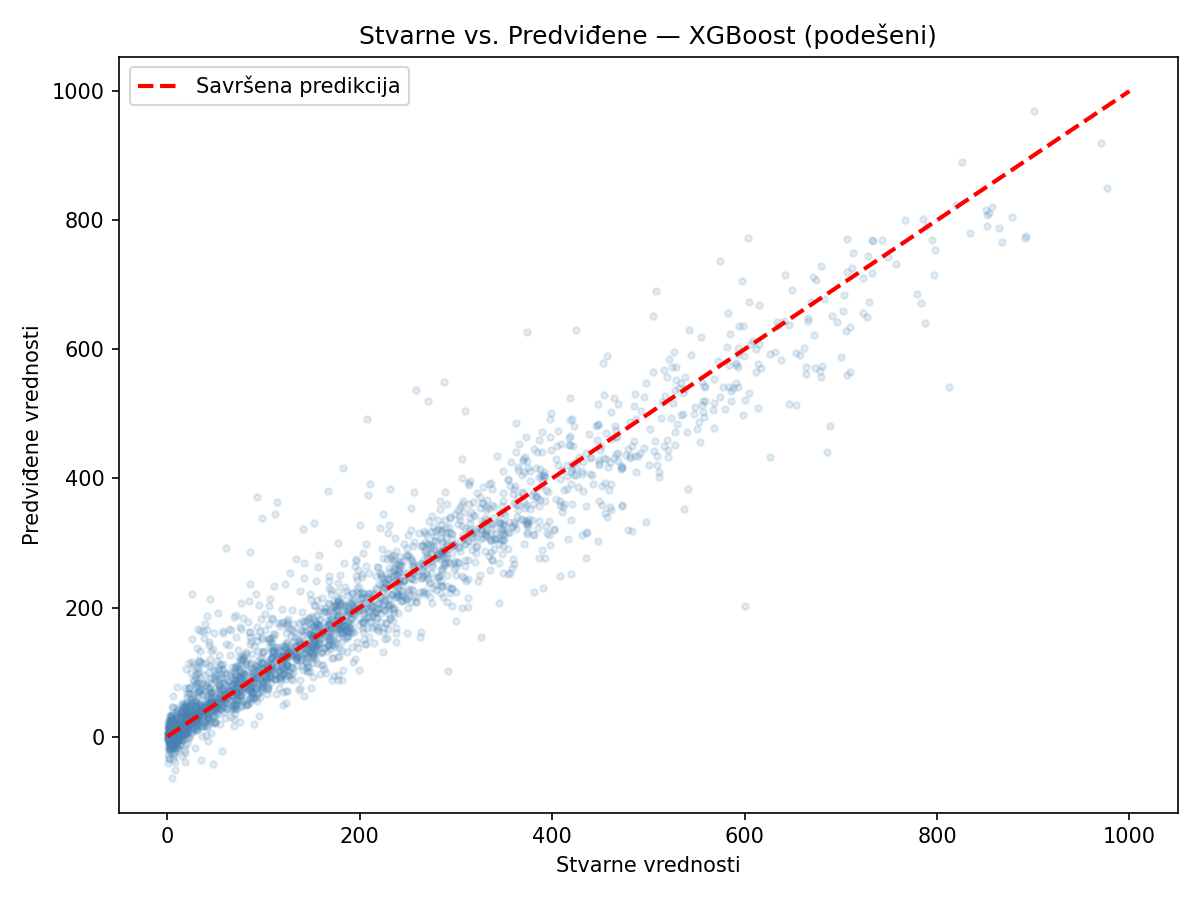 Stvarne vs. Predviđene — XGBoost (podešeni)
Savršena predikcija
1000
800
600
400
200
0
Predviđene vrednosti
0 200 400 600 800 1000
Stvarne vrednosti